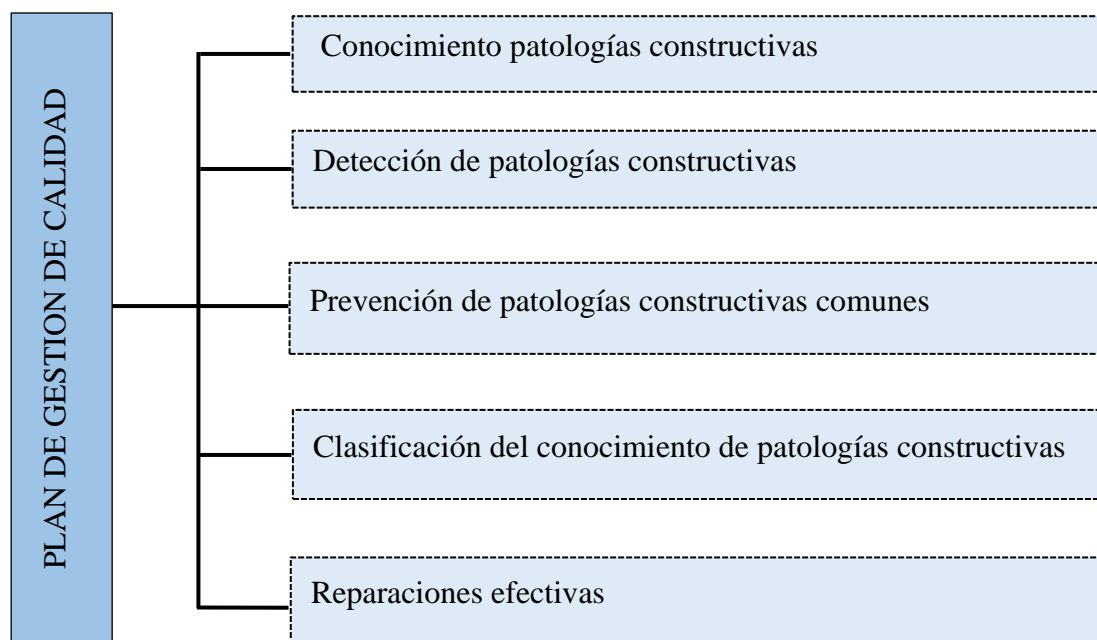 PLAN DE GESTION DE CALIDAD
Conocimiento patologías constructivas
Detección de patologías constructivas
Prevención de patologías constructivas comunes
Clasificación del conocimiento de patologías constructivas
Reparaciones efectivas